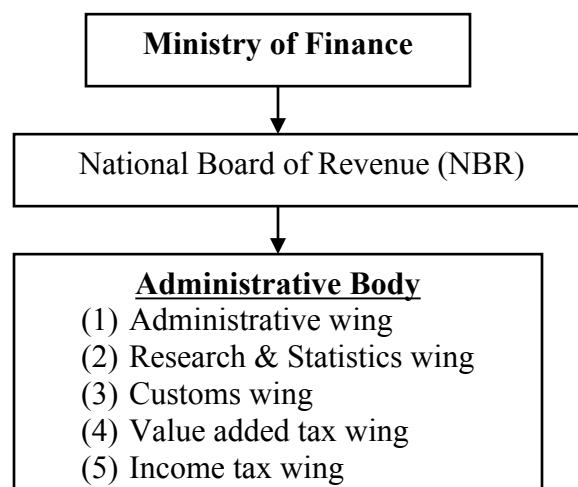 Ministry of Finance
National Board of Revenue (NBR)
Administrative Body
(1) Administrative wing
(2) Research & Statistics wing
(3) Customs wing
(4) Value added tax wing
(5) Income tax wing